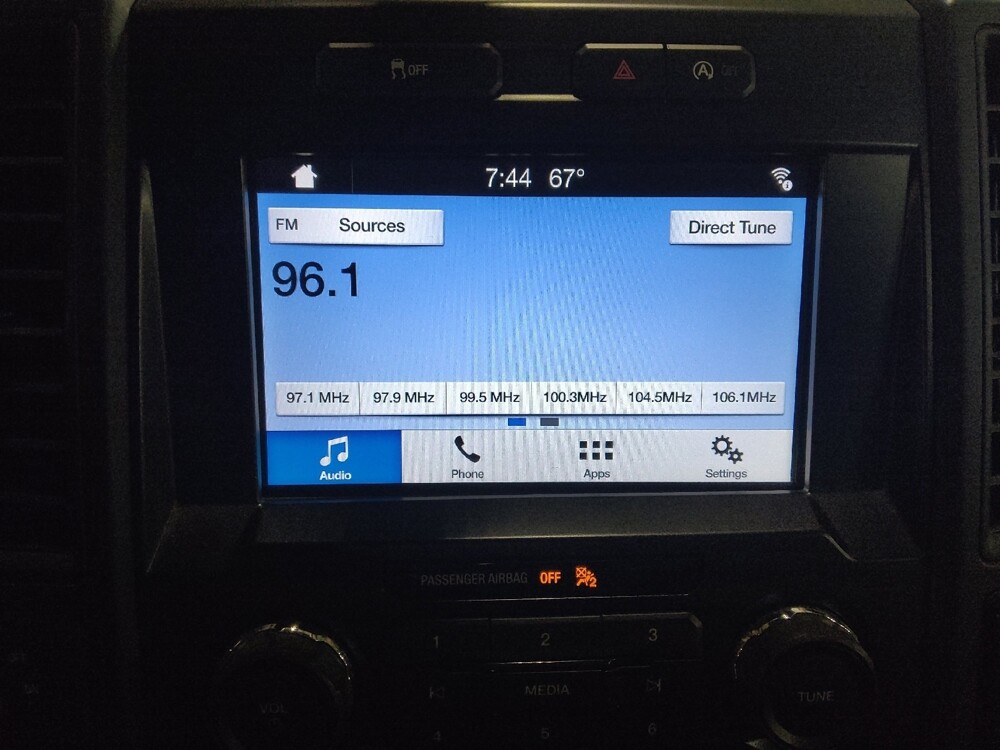 OFF
A OFF
7:44 67°
FM Sources
Direct Tune
96.1
97.1 MHz 97.9 MHz 99.5 MHz 100.3MHz 104.5MHz 106.1MHz
Audio Phone Apps Settings
PASSENGER AIRBAG OFF 2
1 2 3
VOL MEDIA TUNE
4 5 6